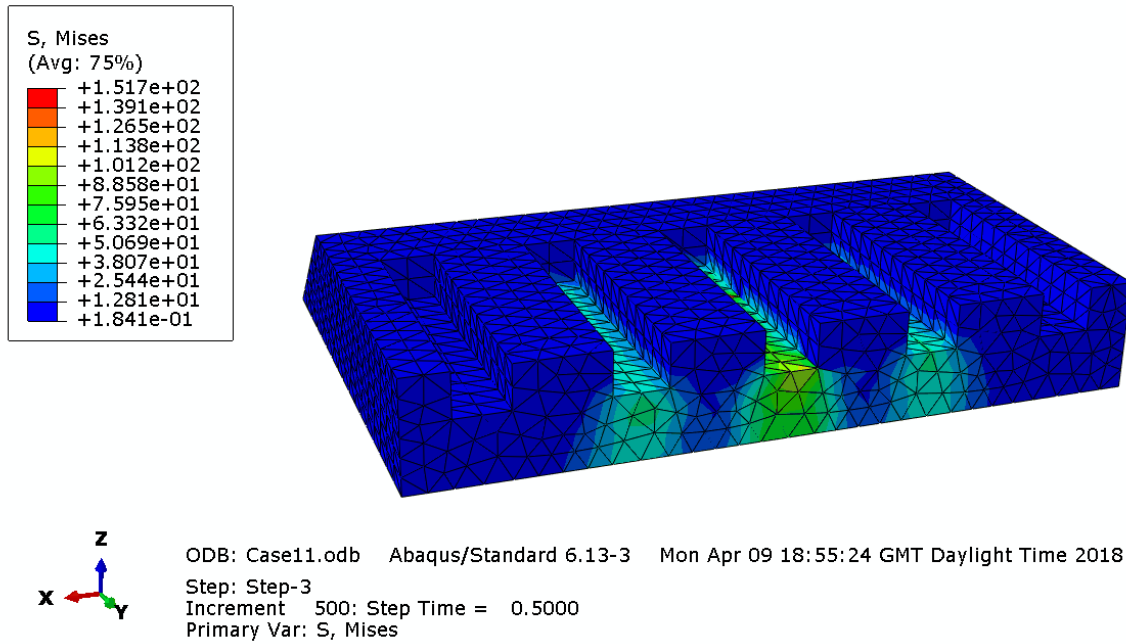 S, Mises
(Avg: 75%)
+1.517e+02
+1.391e+02
+1.265e+02
+1.138e+02
+1.012e+02
+8.858e+01
+7.595e+01
+6.332e+01
+5.069e+01
+3.807e+01
+2.544e+01
+1.281e+01
+1.841e-01
Z
X
Y
ODB: Case11.odb    Abaqus/Standard 6.13-3    Mon Apr 09 18:55:24 GMT Daylight Time 2018
Step: Step-3
Increment    500: Step Time =    0.5000
Primary Var: S, Mises